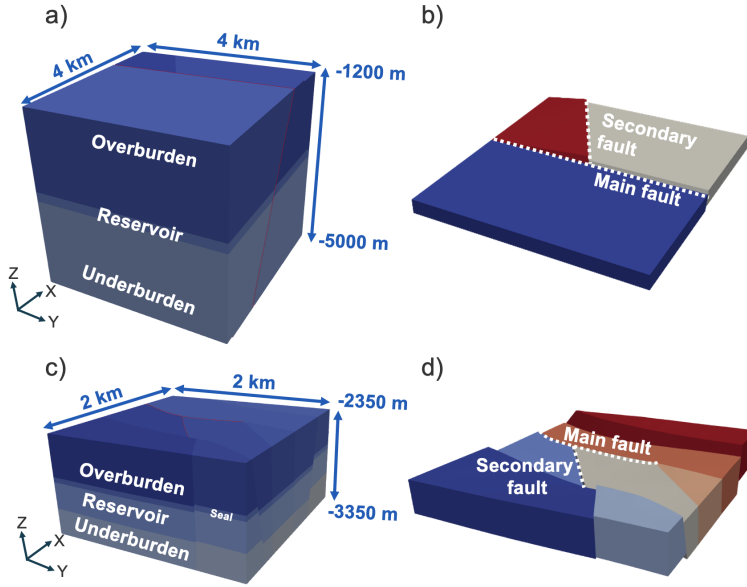 a)
4 km
4 km
-1200 m
Overburden
Reservoir
-5000 m
Underburden
Z
X
Y
b)
Secondary
fault
Main fault
c)
2 km
2 km
-2350 m
Overburden
Reservoir
Seal
-3350 m
Underburden
Z
X
Y
d)
Main fault
Secondary
fault